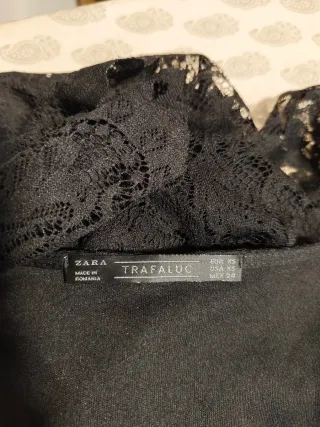 ZARA
MADE IN
ROMANIA
TRAFALUC
EUR XS
USA XS
MEX 24